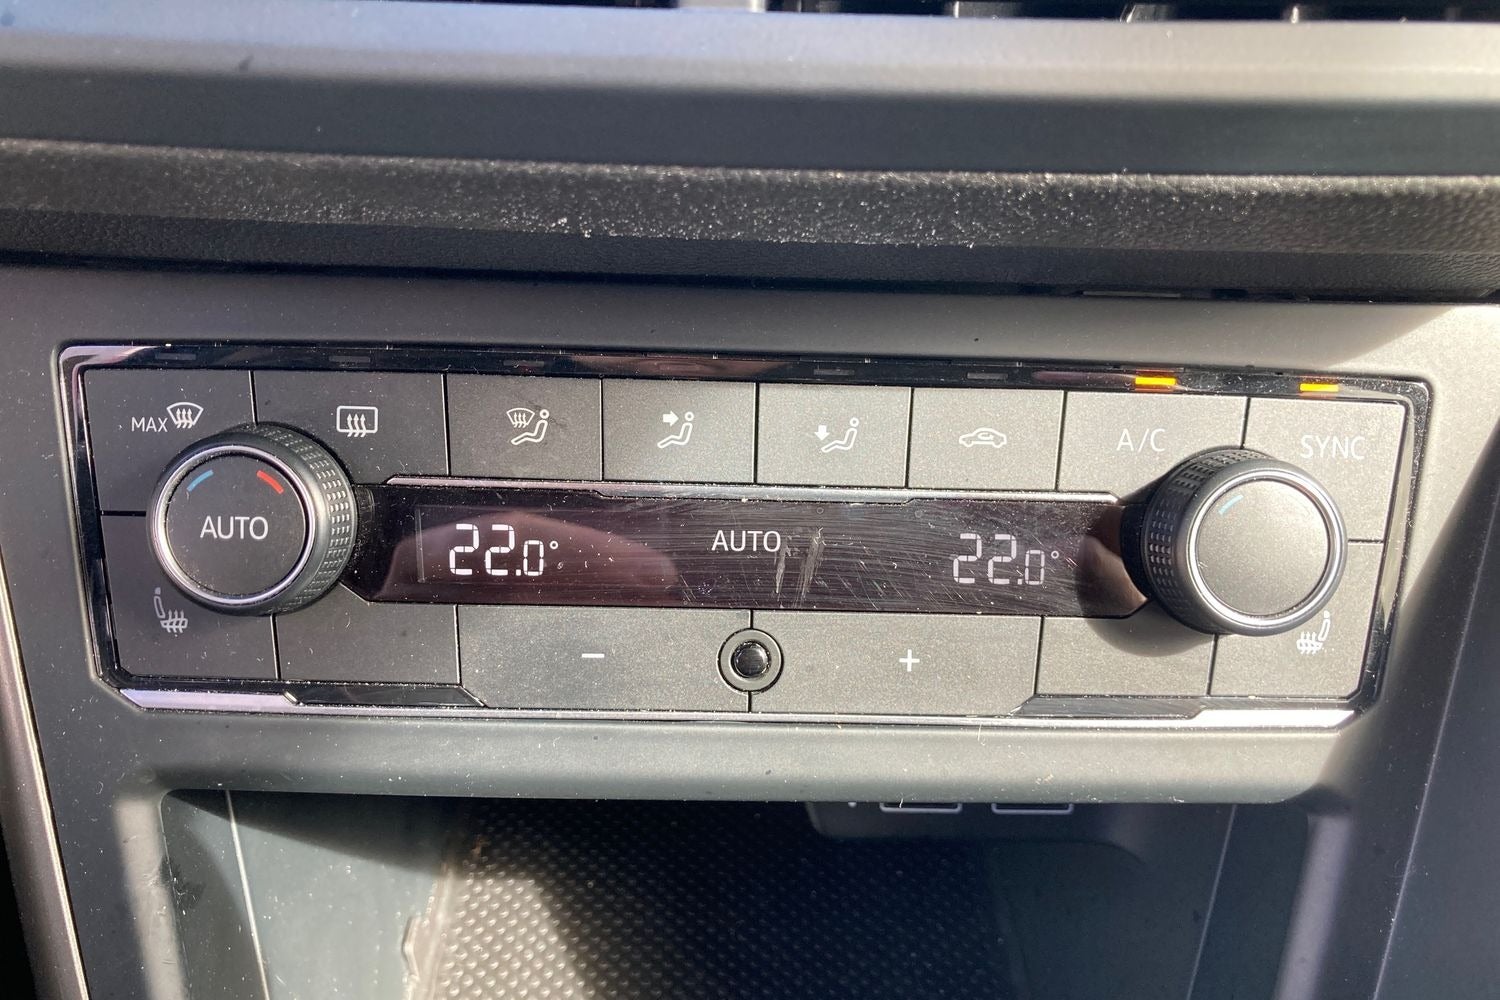 MAX
A/C
SYNC
AUTO
22.0°
AUTO
22.0°
-
+